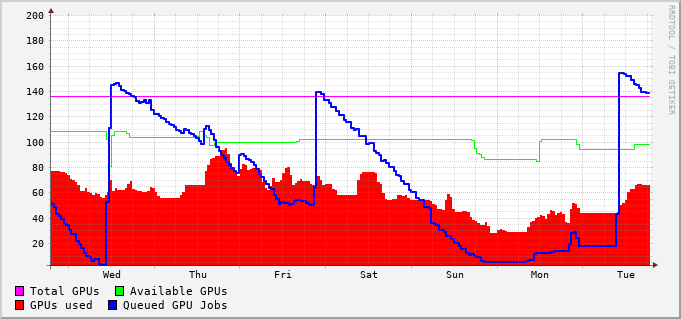 200
180
160
140
120
100
80
60
40
20
Wed Thu Fri Sat Sun Mon Tue
Total GPUs Available GPUs
GPUs used Queued GPU Jobs
RRDTOOL / TOBI OETIKER